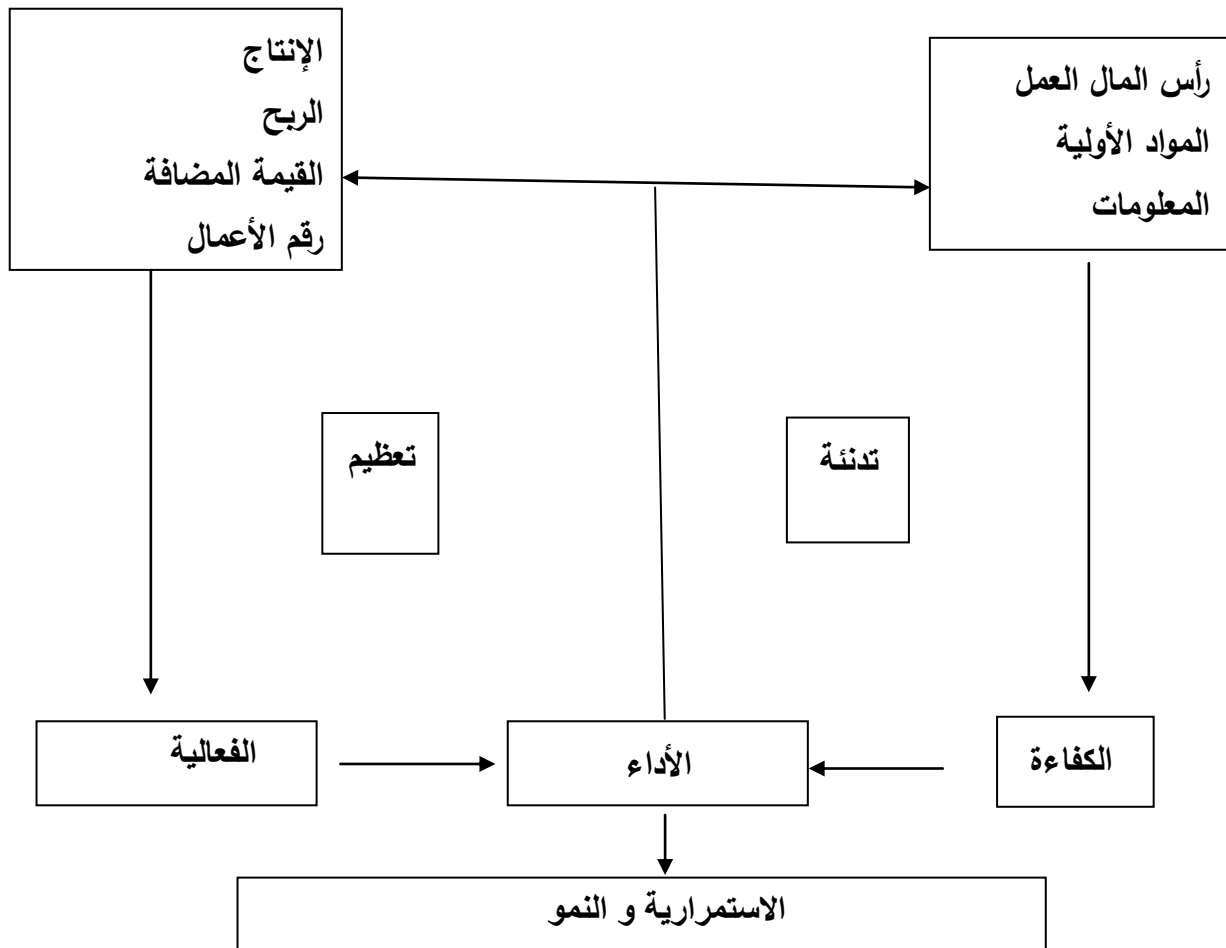 رأس المال العمل
المواد الأولية
المعلومات
الإنتاج
الربح
القيمة المضافة
رقم الأعمال
تدنئة
تعظيم
الكفاءة
الأداء
الفعالية
الاستمرارية و النمو